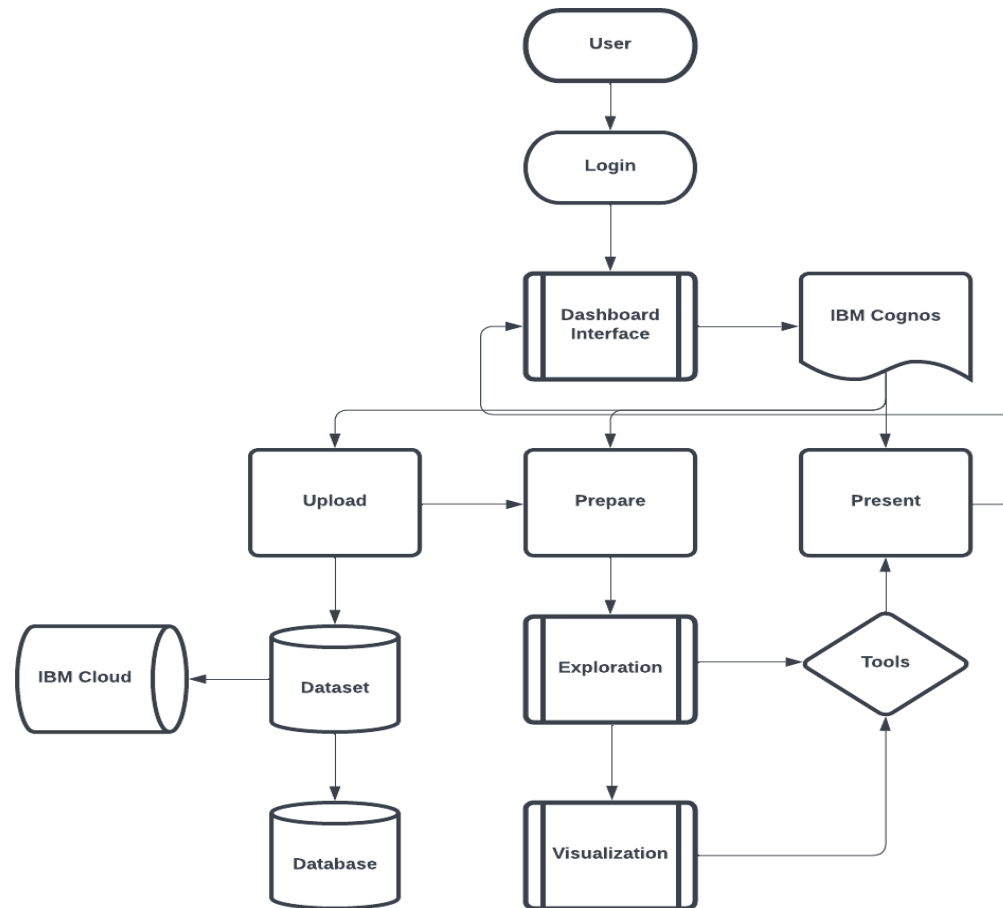 User
Login
Dashboard
Interface
IBM Cognos
Upload
Prepare
Present
IBM Cloud
Dataset
Exploration
Tools
Database
Visualization